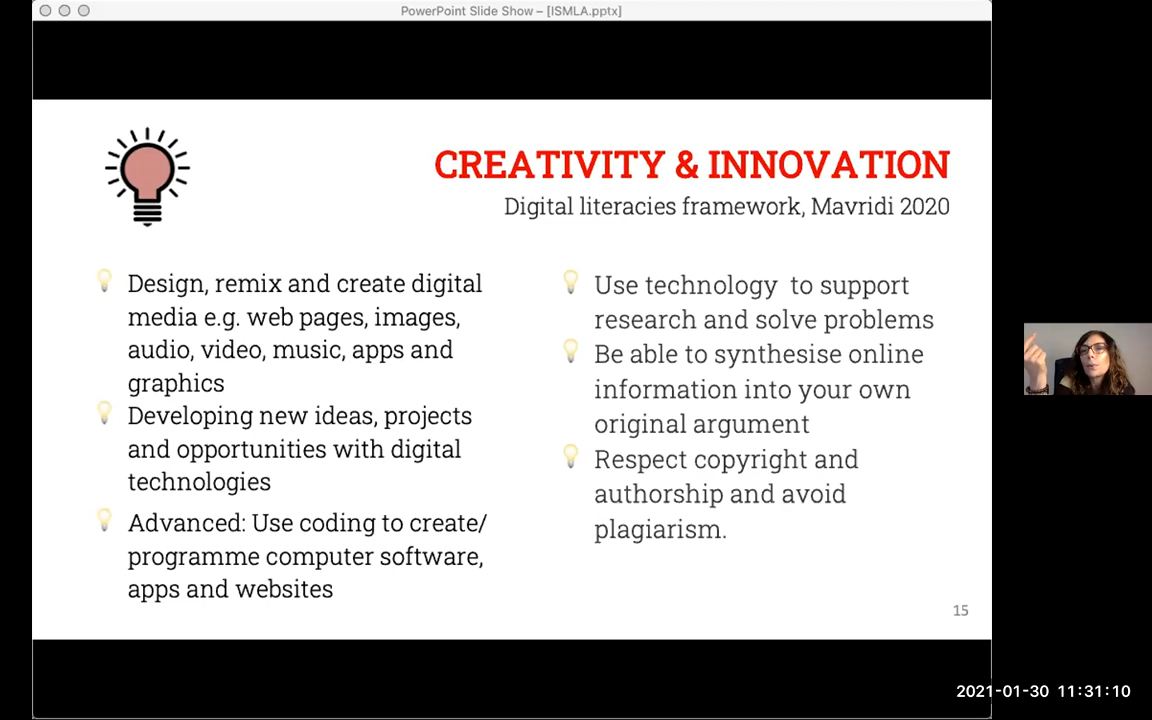 PowerPoint Slide Show – [ISMLA.pptx]
CREATIVITY & INNOVATION
Digital literacies framework, Mavridi 2020
Design, remix and create digital
media e.g. web pages, images,
audio, video, music, apps and
graphics
Developing new ideas, projects
and opportunities with digital
technologies
Advanced: Use coding to create/
programme computer software,
apps and websites
Use technology  to support
research and solve problems
Be able to synthesise online
information into your own
original argument
Respect copyright and
authorship and avoid
plagiarism.
15
2021-01-30 11:31:10